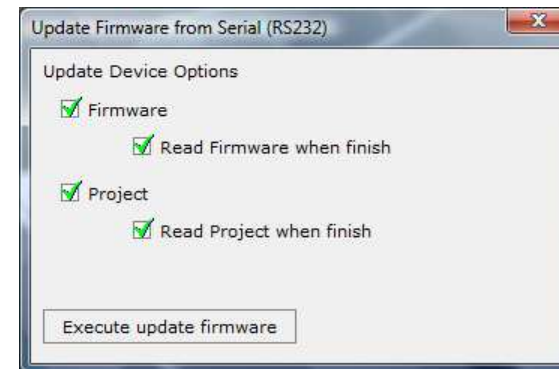 Update Firmware from Serial (RS232)
Update Device Options
Firmware
Read Firmware when finish
Project
Read Project when finish
Execute update firmware